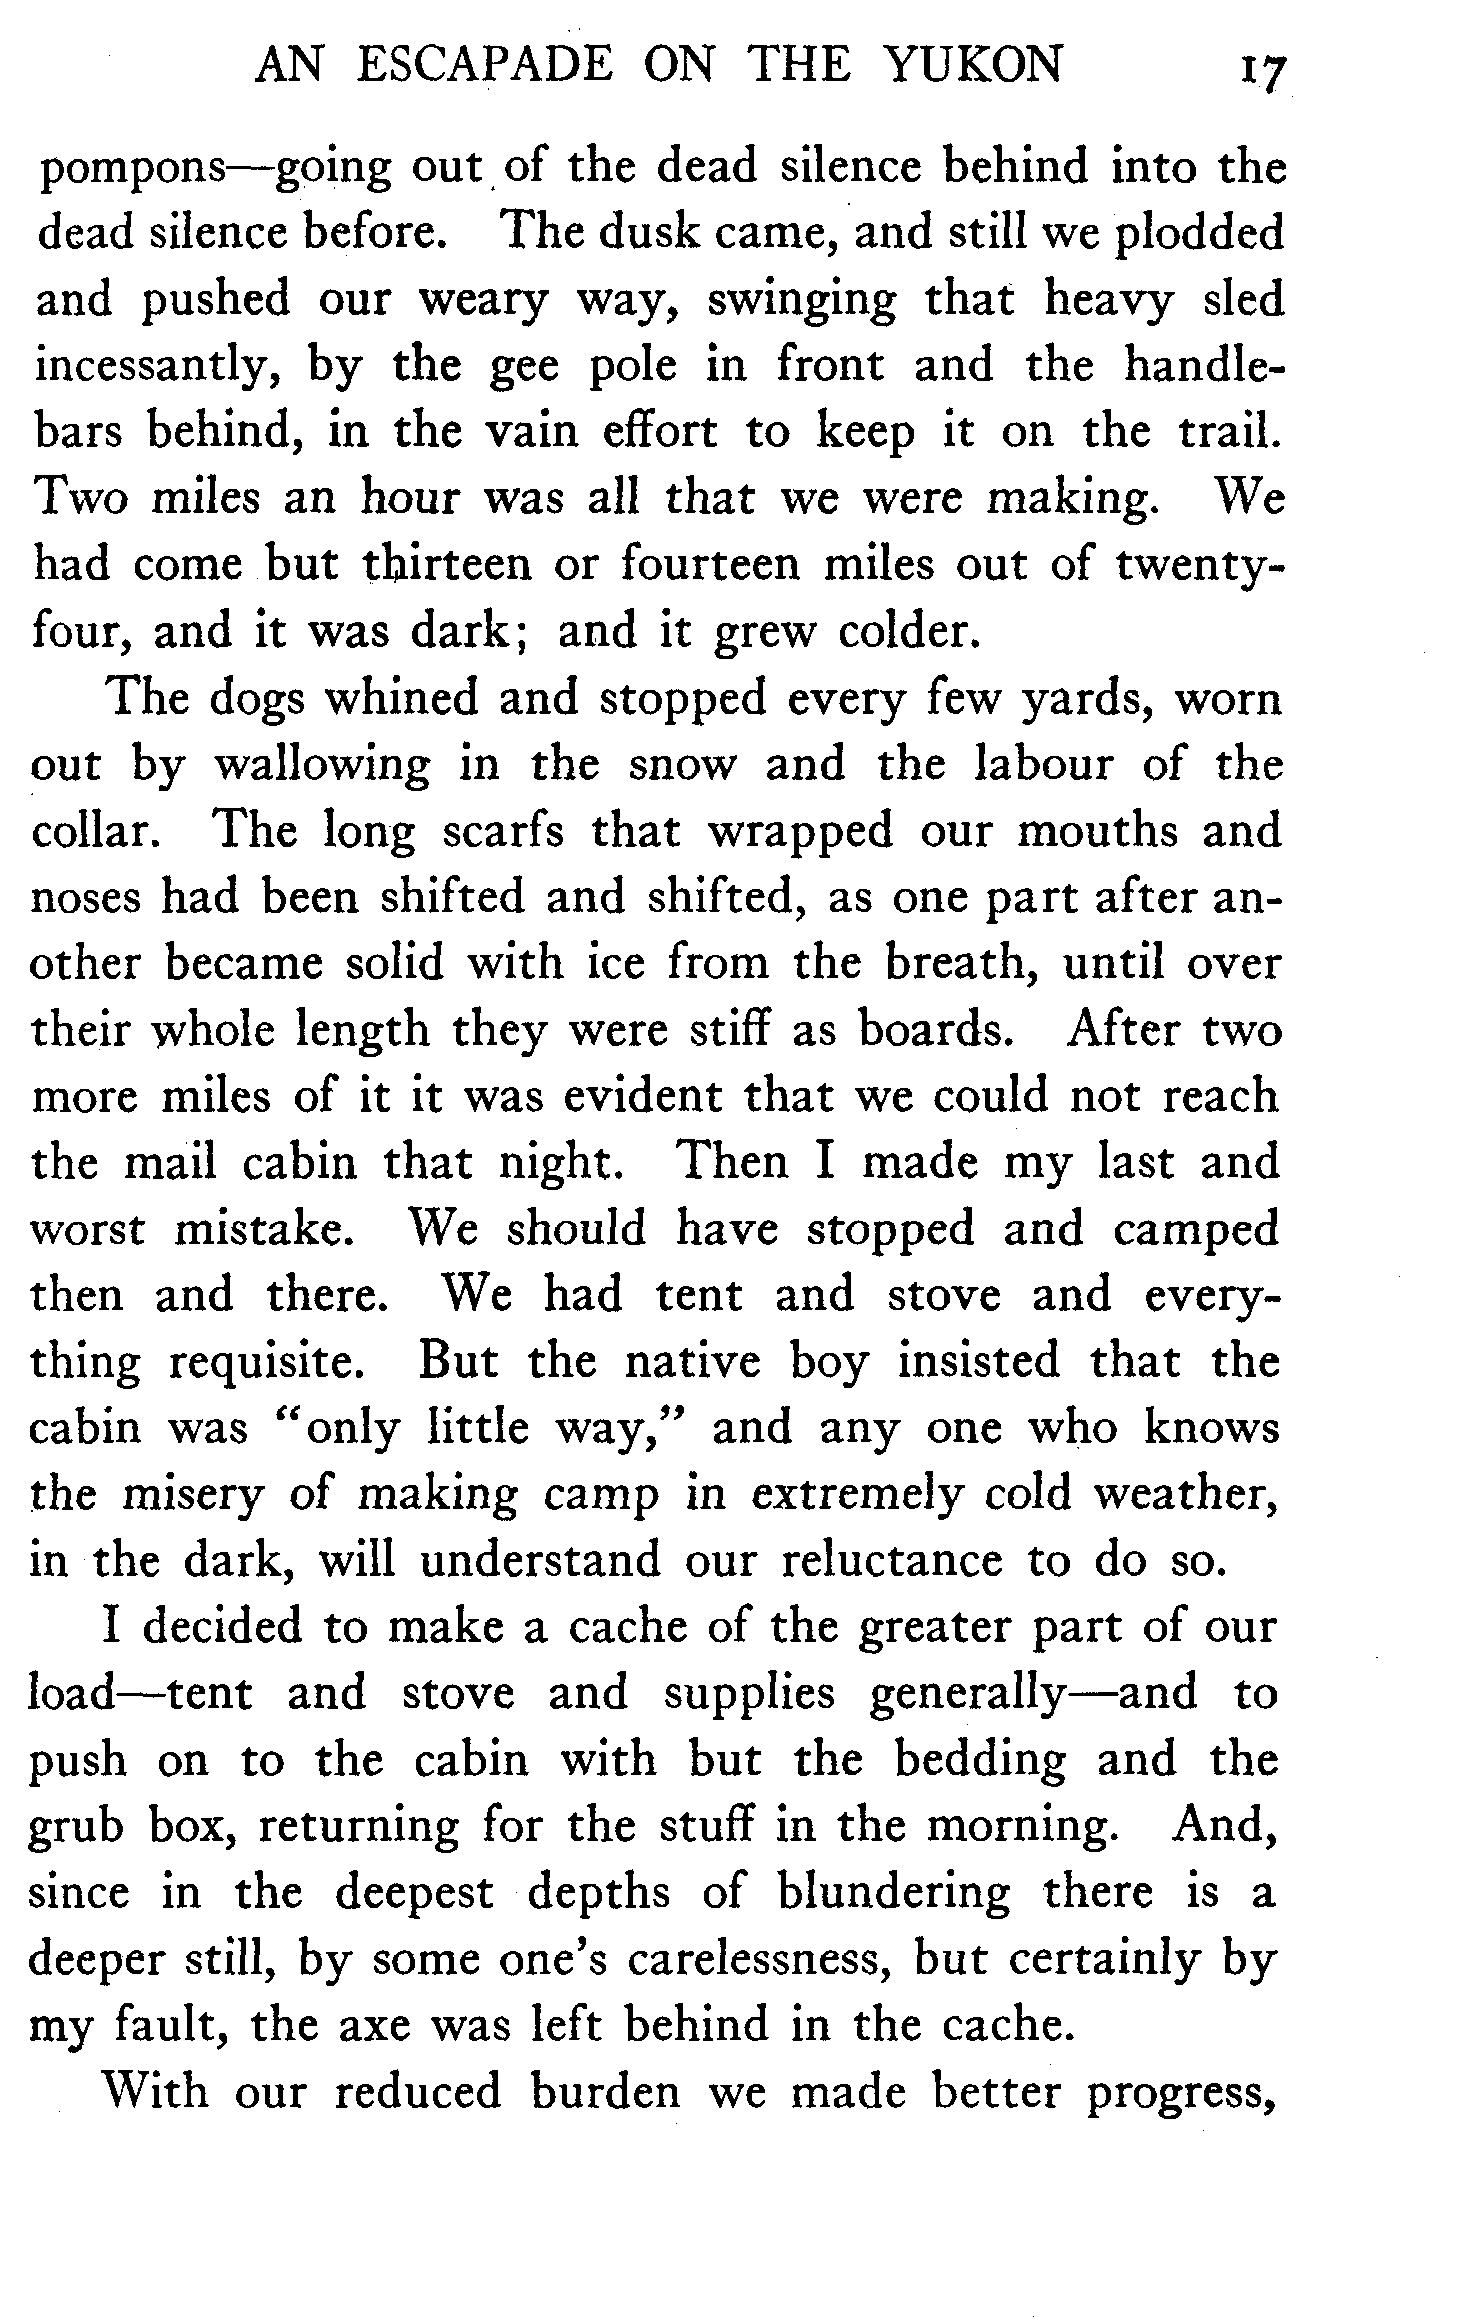 AN ESCAPADE ON THE YUKON 17
pompons—going out of the dead silence behind into the
dead silence before. The dusk came, and still we plodded
and pushed our weary way, swinging that heavy sled
incessantly, by the gee pole in front and the handle-
bars behind, in the vain effort to keep it on the trail.
Two miles an hour was all that we were making. We
had come but thirteen or fourteen miles out of twenty-
four, and it was dark; and it grew colder.
The dogs whined and stopped every few yards, worn
out by wallowing in the snow and the labour of the
collar. The long scarfs that wrapped our mouths and
noses had been shifted and shifted, as one part after an-
other became solid with ice from the breath, until over
their whole length they were stiff as boards. After two
more miles of it it was evident that we could not reach
the mail cabin that night. Then I made my last and
worst mistake. We should have stopped and camped
then and there. We had tent and stove and every-
thing requisite. But the native boy insisted that the
cabin was "only little way," and any one who knows
the misery of making camp in extremely cold weather,
in the dark, will understand our reluctance to do so.
I decided to make a cache of the greater part of our
load—tent and stove and supplies generally—and to
push on to the cabin with but the bedding and the
grub box, returning for the stuff in the morning. And,
since in the deepest depths of blundering there is a
deeper still, by some one's carelessness, but certainly by
my fault, the axe was left behind in the cache.
With our reduced burden we made better progress,